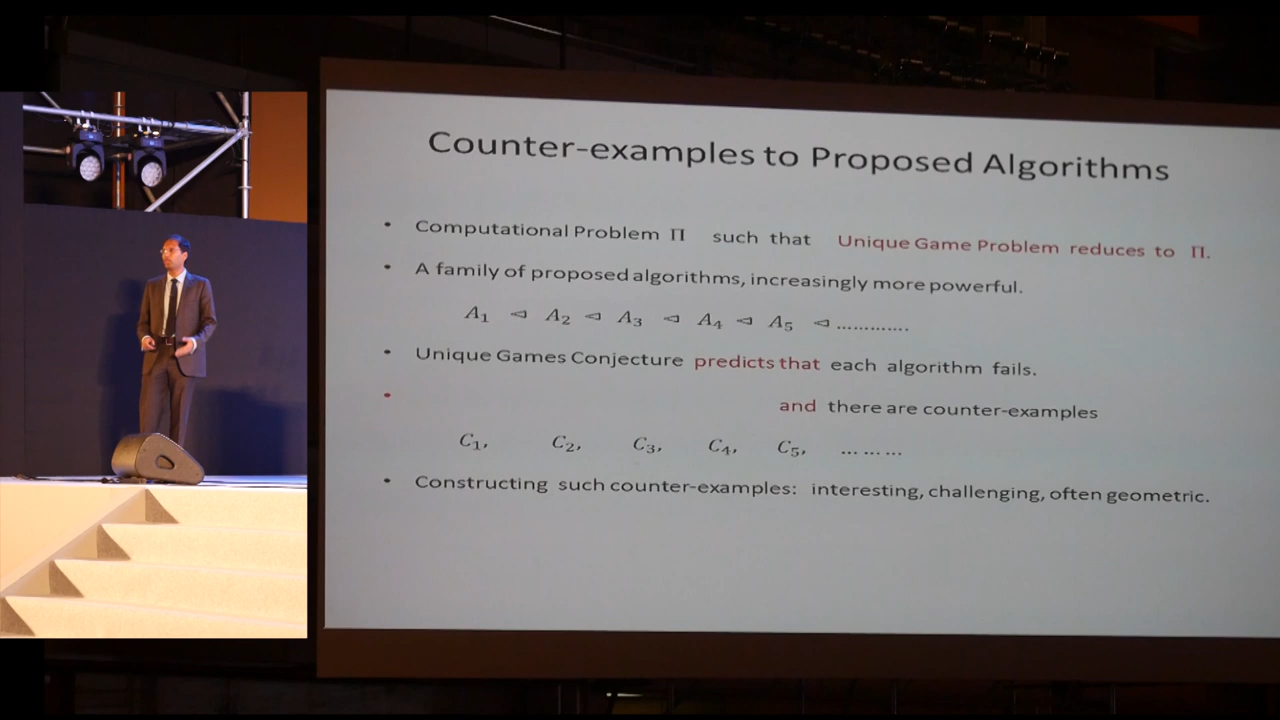 Counter-examples to Proposed Algorithms
• Computational Problem Π such that Unique Game Problem reduces to Π.
• A family of proposed algorithms, increasingly more powerful.
A₁ ⊲ A₂ ⊲ A₃ ⊲ A₄ ⊲ A₅ ⊲ .............
• Unique Games Conjecture predicts that each algorithm fails.
• and there are counter-examples
C₁, C₂, C₃, C₄, C₅, ... ... ...
• Constructing such counter-examples: interesting, challenging, often geometric.